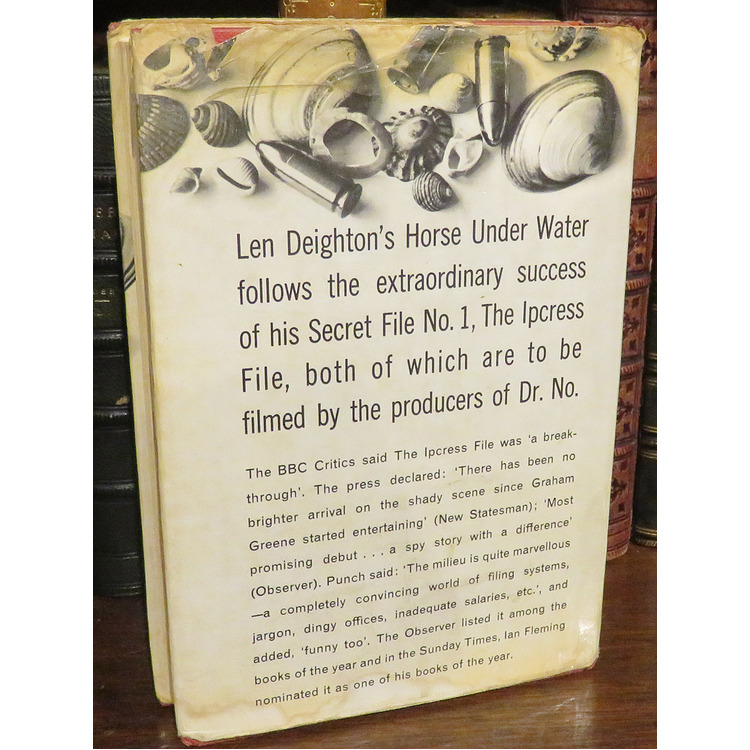 Len Deighton's Horse Under Water
follows the extraordinary success
of his Secret File No. 1, The Ipcress
File, both of which are to be
filmed by the producers of Dr. No.
The BBC Critics said The Ipcress File was 'a break-
through'. The press declared: 'There has been no
brighter arrival on the shady scene since Graham
Greene started entertaining' (New Statesman); 'Most
promising debut . . . a spy story with a difference'
(Observer). Punch said: 'The milieu is quite marvellous
—a completely convincing world of filing systems,
jargon, dingy offices, inadequate salaries, etc.', and
added, 'funny too'. The Observer listed it among the
books of the year and in the Sunday Times, Ian Fleming
nominated it as one of his books of the year.